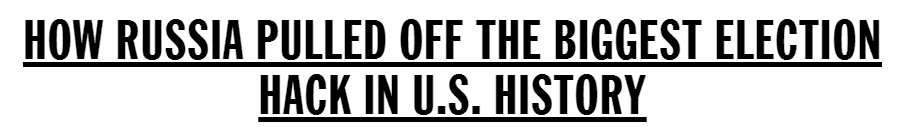 HOW RUSSIA PULLED OFF THE BIGGEST ELECTION
HACK IN U.S. HISTORY